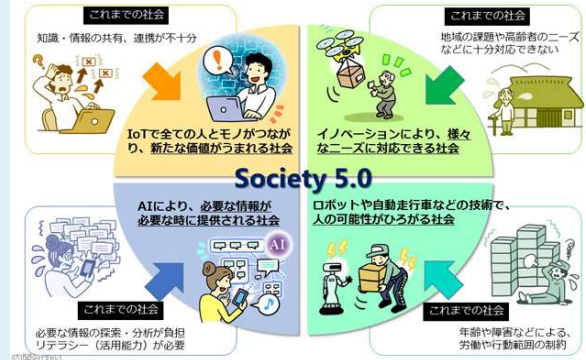 これまでの社会
知識・情報の共有、連携が不十分
これまでの社会
地域の課題や高齢者のニーズ
などに十分対応できない
IoTで全ての人とモノがつなが
り、新たな価値がうまれる社会
イノベーションにより、様々
なニーズに対応できる社会
Society 5.0
AIにより、必要な情報が
必要な時に提供される社会
ロボットや自動走行車などの技術で、
人の可能性がひろがる社会
AI
これまでの社会
必要な情報の探索・分析が負担
リテラシー（活用能力）が必要
これまでの社会
年齢や障害などによる、
労働や行動範囲の制約